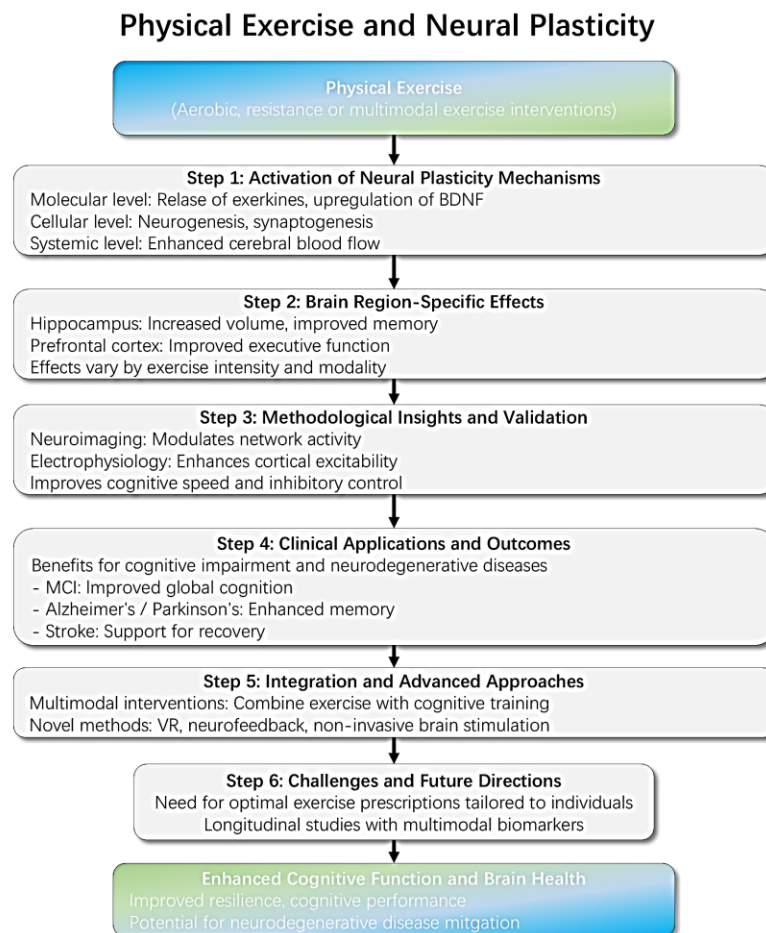 Physical Exercise and Neural Plasticity
Physical Exercise
(Aerobic, resistance or multimodal exercise interventions)
Step 1: Activation of Neural Plasticity Mechanisms
Molecular level: Relase of exerkines, upregulation of BDNF
Cellular level: Neurogenesis, synaptogenesis
Systemic level: Enhanced cerebral blood flow
Step 2: Brain Region-Specific Effects
Hippocampus: Increased volume, improved memory
Prefrontal cortex: Improved executive function
Effects vary by exercise intensity and modality
Step 3: Methodological Insights and Validation
Neuroimaging: Modulates network activity
Electrophysiology: Enhances cortical excitability
Improves cognitive speed and inhibitory control
Step 4: Clinical Applications and Outcomes
Benefits for cognitive impairment and neurodegenerative diseases
- MCI: Improved global cognition
- Alzheimer's / Parkinson's: Enhanced memory
- Stroke: Support for recovery
Step 5: Integration and Advanced Approaches
Multimodal interventions: Combine exercise with cognitive training
Novel methods: VR, neurofeedback, non-invasive brain stimulation
Step 6: Challenges and Future Directions
Need for optimal exercise prescriptions tailored to individuals
Longitudinal studies with multimodal biomarkers
Enhanced Cognitive Function and Brain Health
Improved resilience, cognitive performance
Potential for neurodegenerative disease mitgation